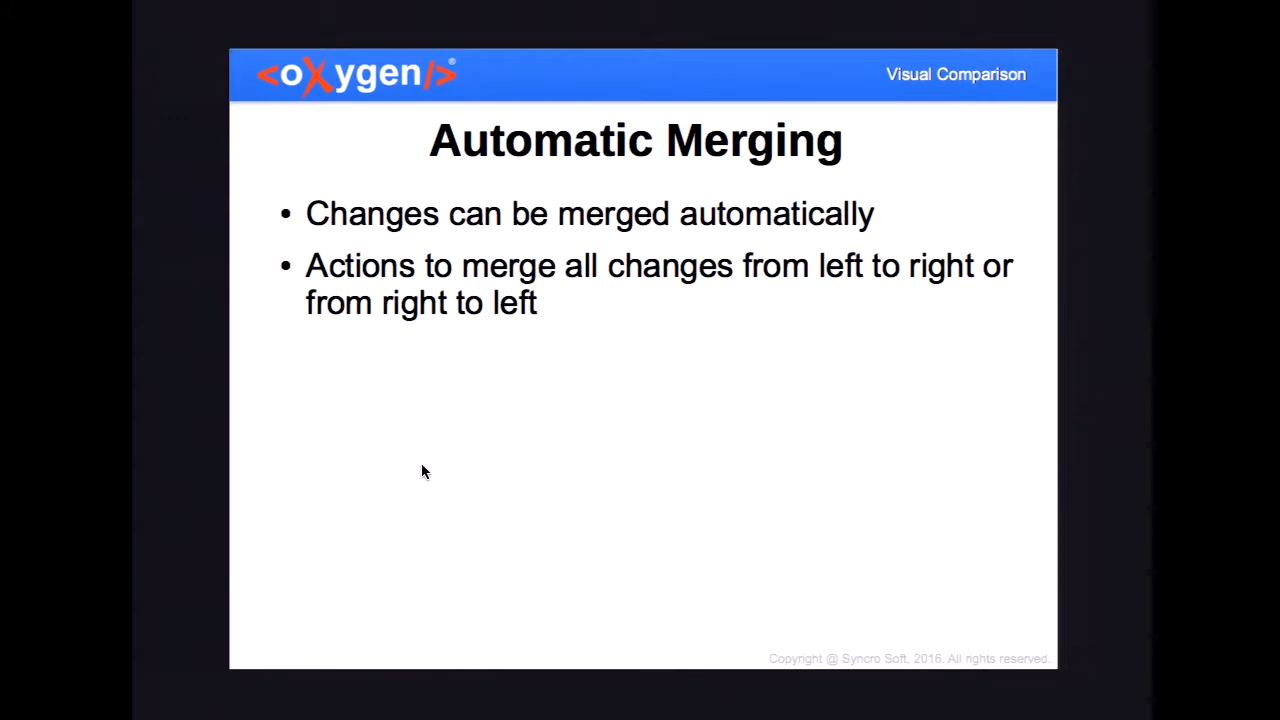 <oXygen/>®
Visual Comparison
Automatic Merging
• Changes can be merged automatically
• Actions to merge all changes from left to right or
from right to left
Copyright @ Syncro Soft, 2016. All rights reserved.